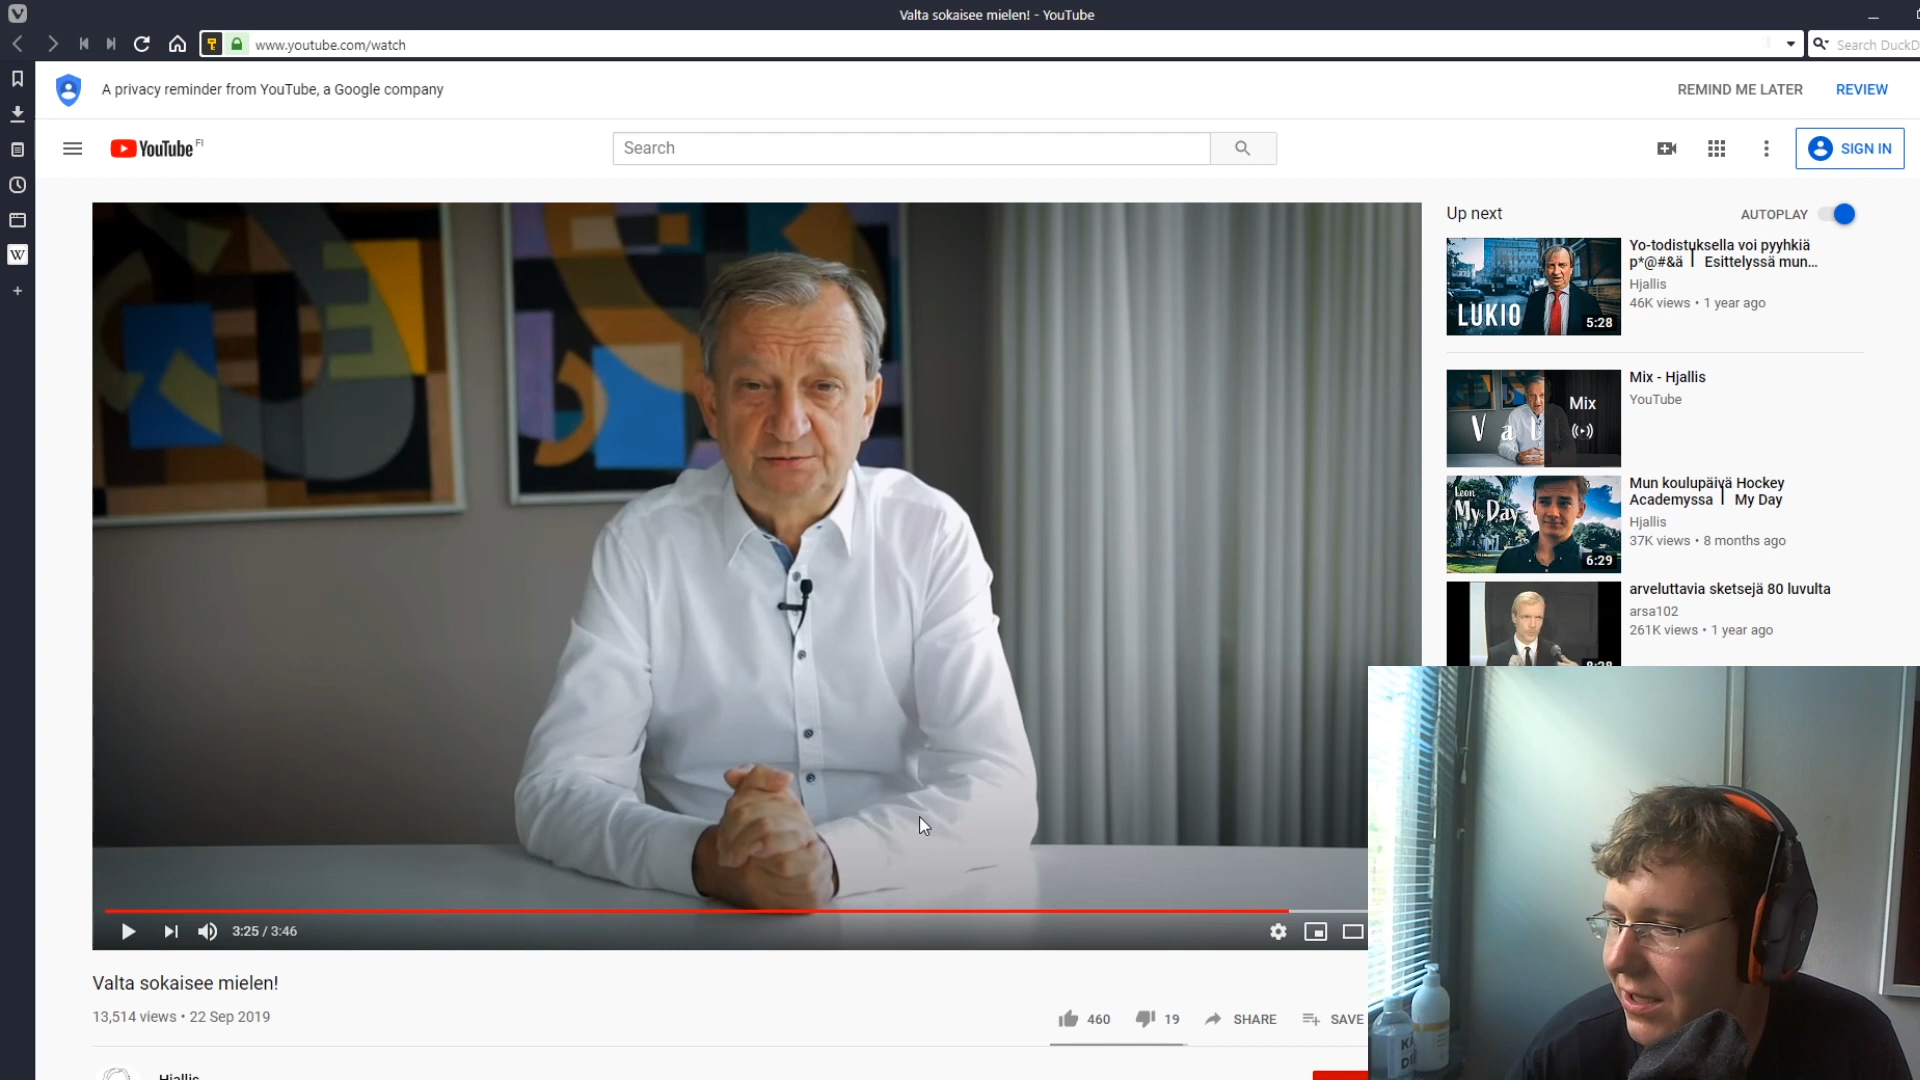 Valta sokaisee mielen! - YouTube
www.youtube.com/watch
Search DuckD
A privacy reminder from YouTube, a Google company
REMIND ME LATER
REVIEW
YouTube FI
Search
SIGN IN
Up next
AUTOPLAY
LUKIO
5:28
Yo-todistuksella voi pyyhkiä
p*@#&ä | Esittelyssä mun...
Hjallis
46K views • 1 year ago
V a l
Mix
Mix - Hjallis
YouTube
Leon
My Day
6:29
Mun koulupäivä Hockey
Academyssa | My Day
Hjallis
37K views • 8 months ago
arveluttavia sketsejä 80 luvulta
arsa102
261K views • 1 year ago
3:25 / 3:46
Valta sokaisee mielen!
13,514 views • 22 Sep 2019
460
19
SHARE
SAVE
Hjallis